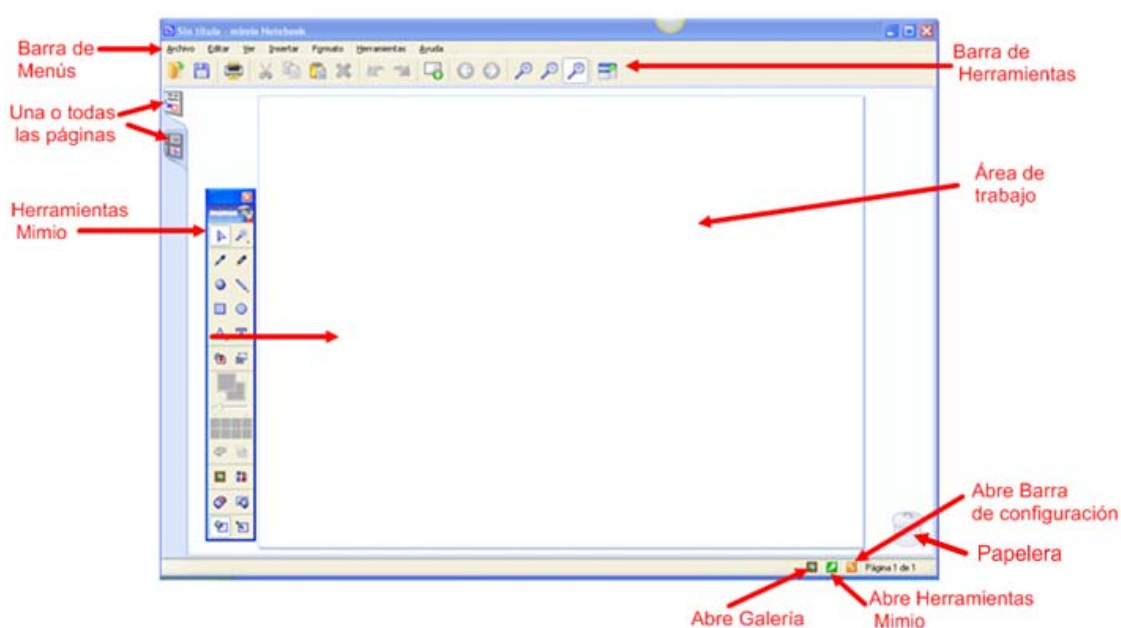 Sin título - mimio Notebook
Archivo Editar Ver Insertar Formato Herramientas Ayuda
Barra de
Menús
Barra de
Herramientas
Una o todas
las páginas
Área de
trabajo
Herramientas
Mimio
Abre Barra
de configuración
Papelera
Página 1 de 1
Abre Herramientas
Mimio
Abre Galería